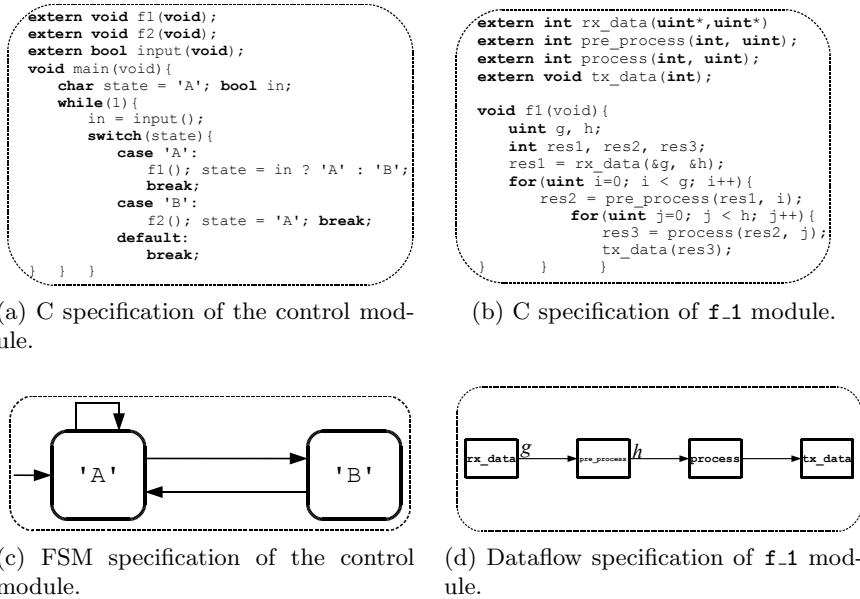 extern void f1(void);
extern void f2(void);
extern bool input(void);
void main(void){
char state = 'A'; bool in;
while(1){
in = input();
switch(state){
case 'A':
f1(); state = in ? 'A' : 'B';
break;
case 'B':
f2(); state = 'A'; break;
default:
break;
} } }
(a) C specification of the control mod-
ule.
extern int rx_data(uint*,uint*)
extern int pre_process(int, uint);
extern int process(int, uint);
extern void tx_data(int);
void f1(void){
uint g, h;
int res1, res2, res3;
res1 = rx_data(&g, &h);
for(uint i=0; i < g; i++){
res2 = pre_process(res1, i);
for(uint j=0; j < h; j++){
res3 = process(res2, j);
tx_data(res3);
} } }
(b) C specification of f_1 module.
'A'
'B'
(c) FSM specification of the control
module.
rx_data
g
pre_process
h
process
tx_data
(d) Dataflow specification of f_1 mod-
ule.